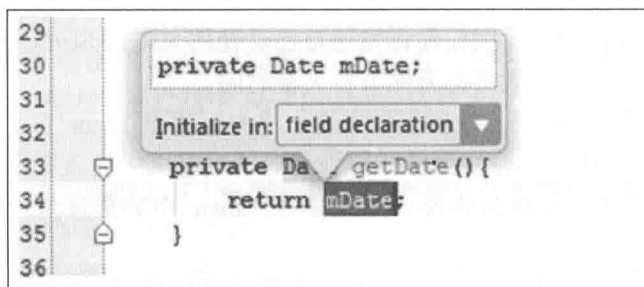 29
30
private Date mDate;
31
32
Initialize in: field declaration
33 private Da getDate(){
34 return mDate;
35 }
36